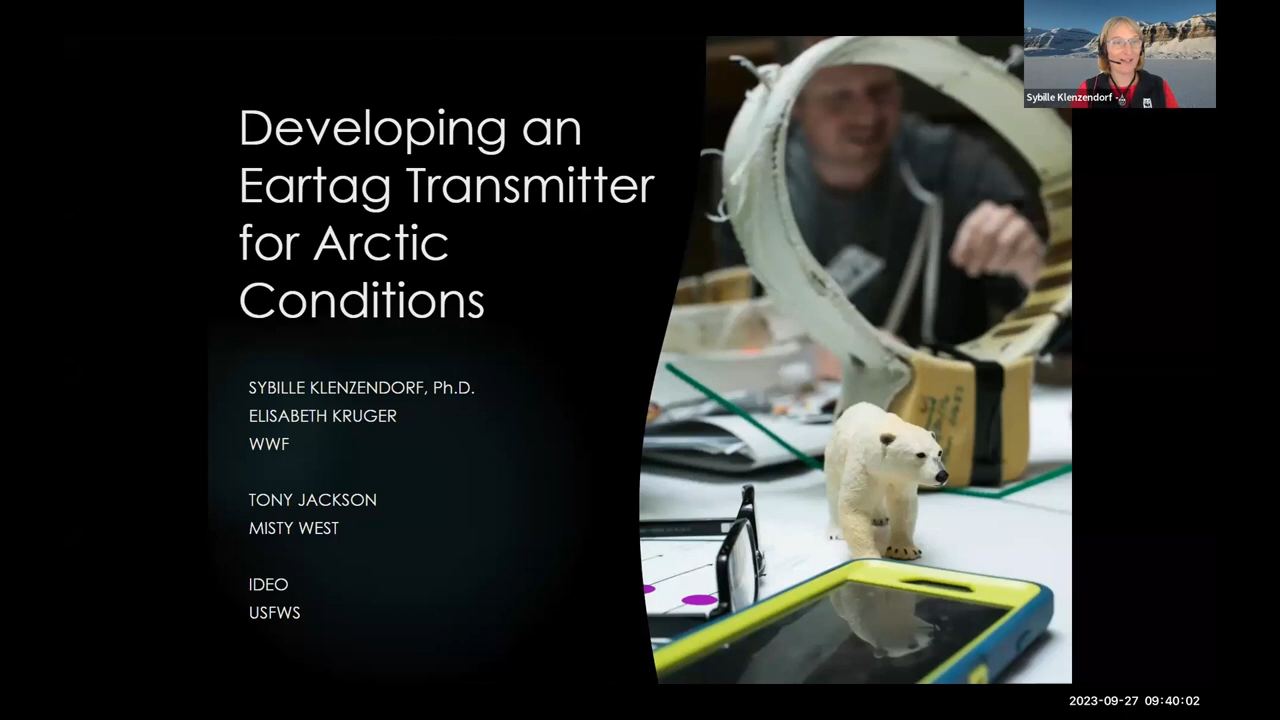 Developing an
Eartag Transmitter
for Arctic
Conditions
SYBILLE KLENZENDORF, Ph.D.
ELISABETH KRUGER
WWF
TONY JACKSON
MISTY WEST
IDEO
USFWS
Sybille Klenzendorf -
2023-09-27 09:40:02